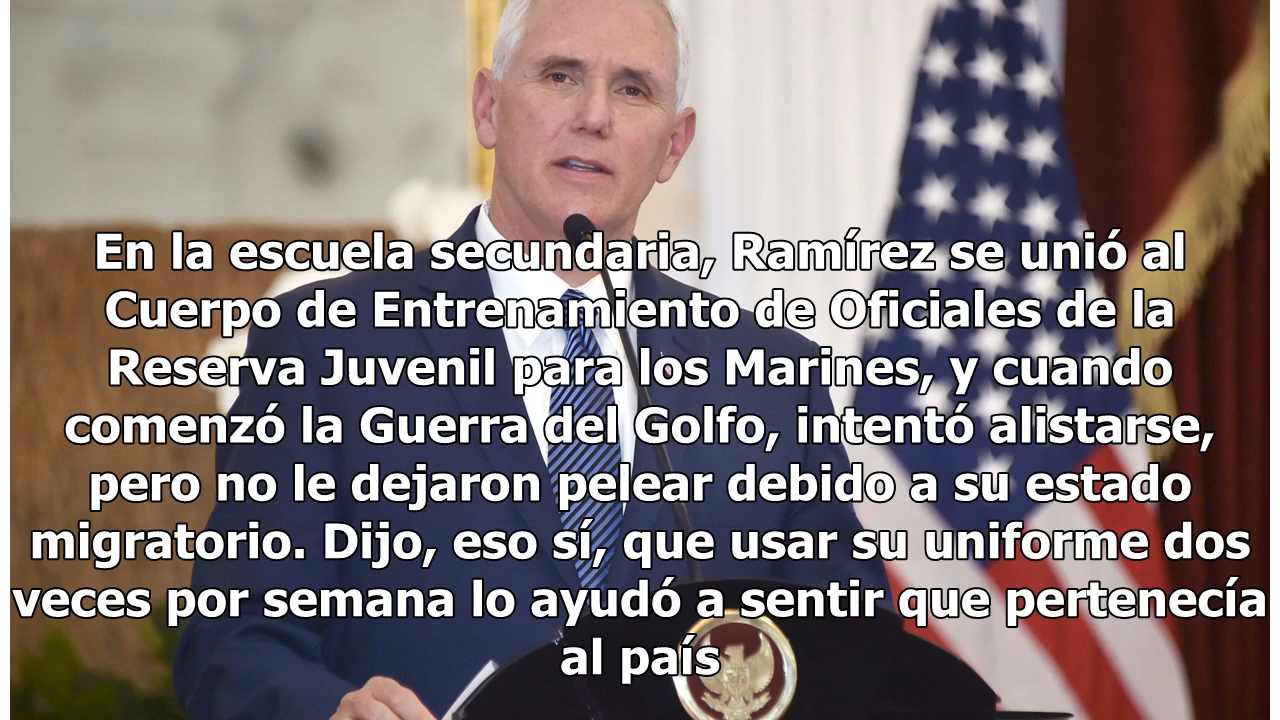 En la escuela secundaria, Ramírez se unió al
Cuerpo de Entrenamiento de Oficiales de la
Reserva Juvenil para los Marines, y cuando
comenzó la Guerra del Golfo, intentó alistarse,
pero no le dejaron pelear debido a su estado
migratorio. Dijo, eso sí, que usar su uniforme dos
veces por semana lo ayudó a sentir que pertenecía
al país